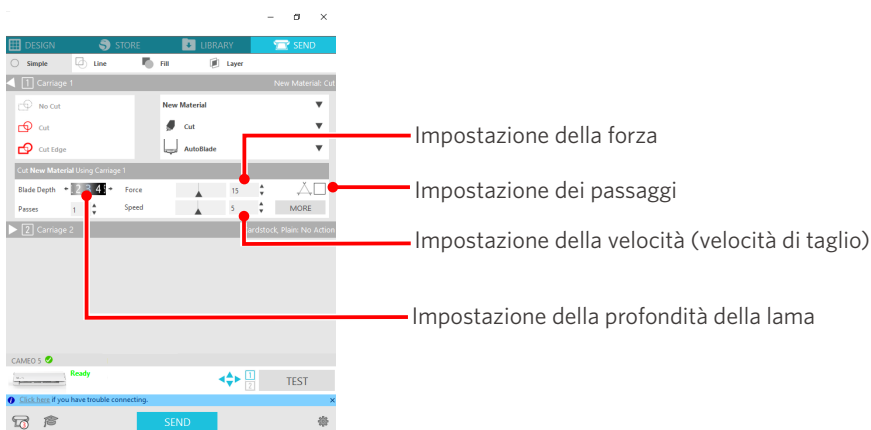 DESIGN STORE LIBRARY SEND
Simple Line Fill Layer
1 Carriage 1 New Material: Cut
No Cut
Cut
Cut Edge
New Material
Cut
AutoBlade
Cut New Material Using Carriage 1
Blade Depth 2 3 4 Force 15
Passes 1 Speed 5 MORE
2 Carriage 2 ardstock, Plain: No Action
Impostazione della forza
Impostazione dei passaggi
Impostazione della velocità (velocità di taglio)
Impostazione della profondità della lama
CAMEO 5
Ready
1
2
TEST
Click here if you have trouble connecting.
SEND